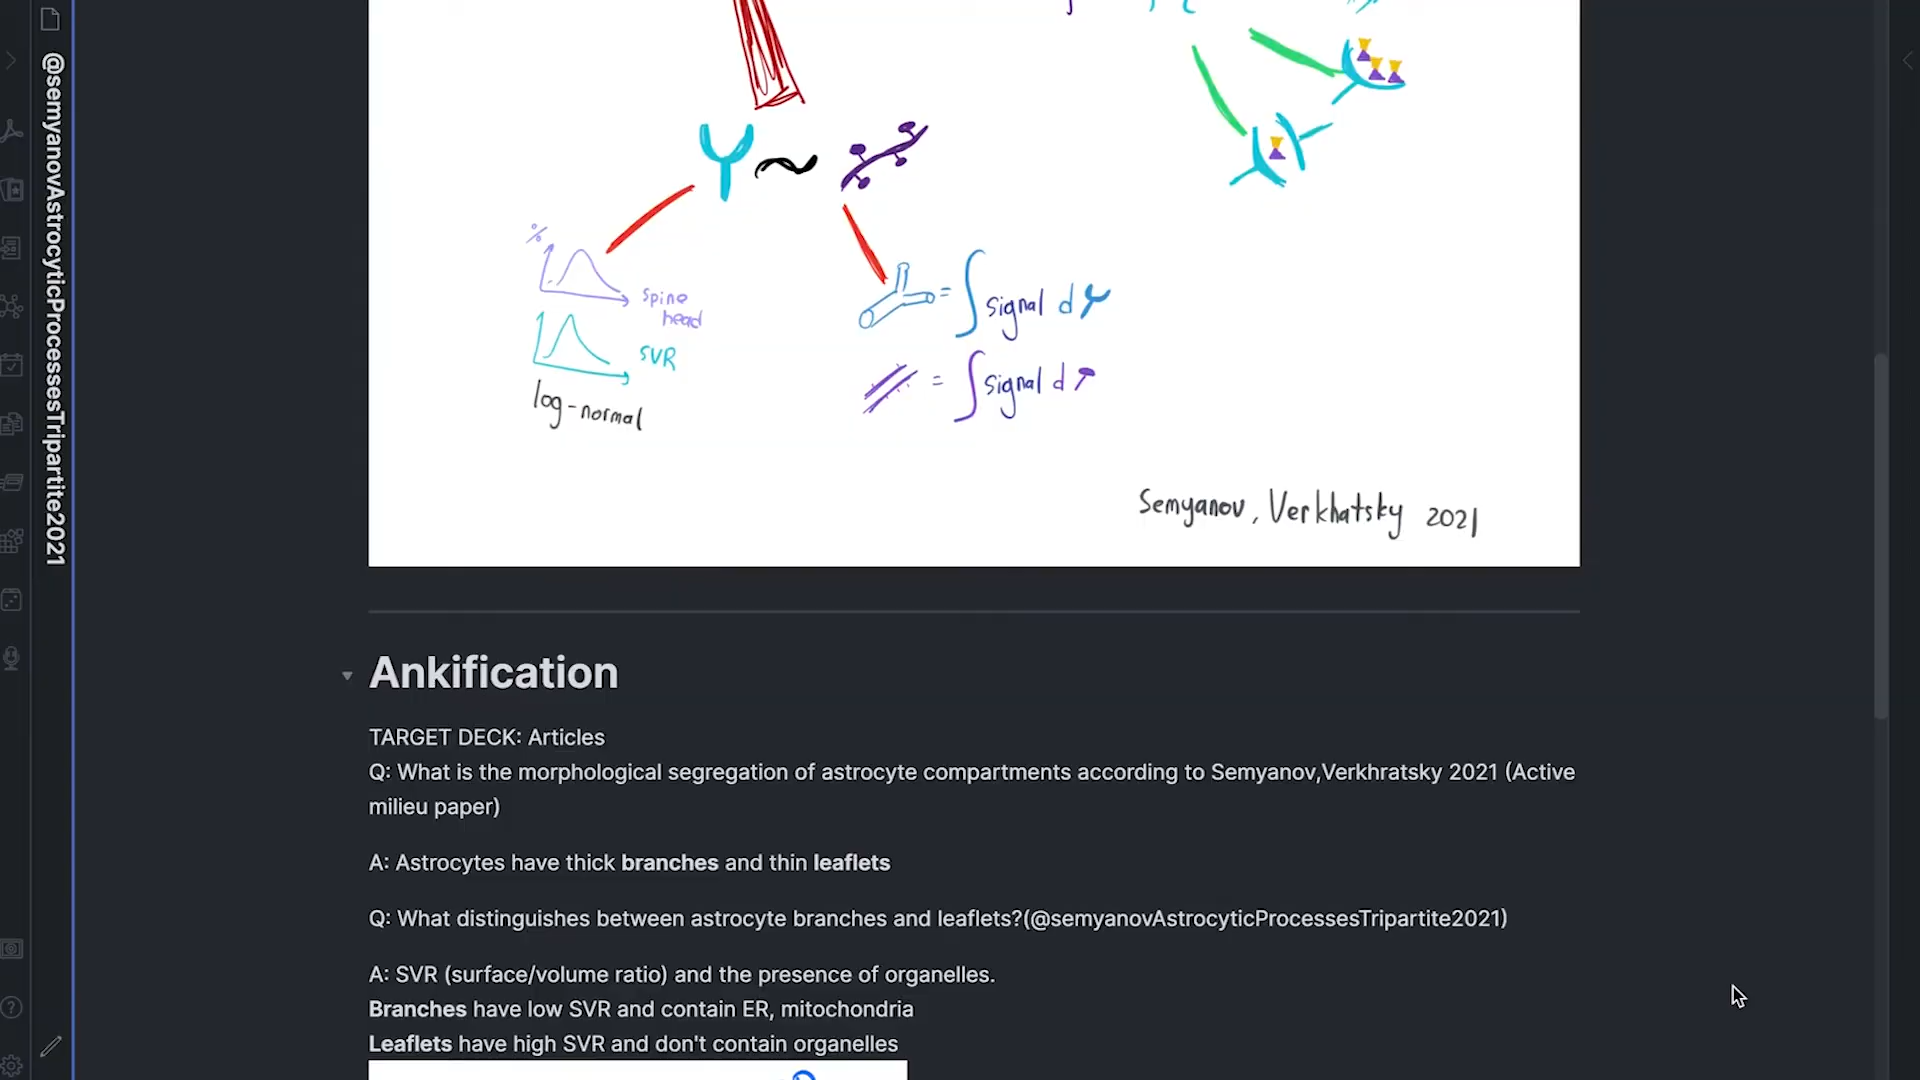 @semyanovAstrocyticProcessesTripartite2021
%
spine
head
SVR
log-normal
= ∫ signal d
= ∫ signal d
Semyanov, Verkhatsky 2021
Ankification
TARGET DECK: Articles
Q: What is the morphological segregation of astrocyte compartments according to Semyanov,Verkhratsky 2021 (Active
milieu paper)
A: Astrocytes have thick branches and thin leaflets
Q: What distinguishes between astrocyte branches and leaflets?(@semyanovAstrocyticProcessesTripartite2021)
A: SVR (surface/volume ratio) and the presence of organelles.
Branches have low SVR and contain ER, mitochondria
Leaflets have high SVR and don't contain organelles